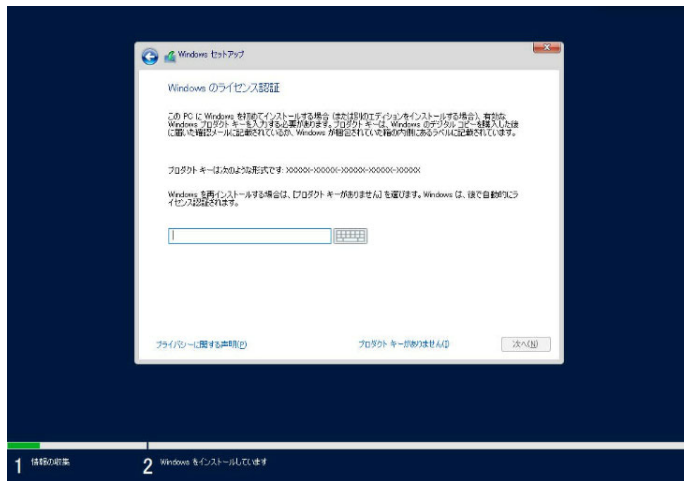 Windows セットアップ
Windows のライセンス認証
この PC に Windows を初めてインストールする場合 (または別のエディションをインストールする場合)、有効な
Windows プロダクト キーを入力する必要があります。プロダクト キーは、Windows のデジタル コピーを購入した後
に届いた確認メールに記載されているか、Windows が梱包されていた箱の内側にあるラベルに記載されています。
プロダクト キーは次のような形式です: XXXXX-XXXXX-XXXXX-XXXXX-XXXXX
Windows を再インストールする場合は、[プロダクト キーがありません] を選びます。Windows は、後で自動的にラ
イセンス認証されます。
プライバシーに関する声明(P)
プロダクト キーがありません(I)
次へ(N)
1 情報の収集
2 Windows をインストールしています